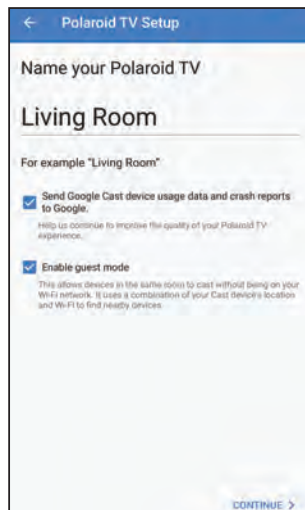 Polaroid TV Setup
Name your Polaroid TV
Living Room
For example "Living Room"
Send Google Cast device usage data and crash reports
to Google.
Help us continue to improve the quality of your Polaroid TV
experience.
Enable guest mode
This allows devices in the same room to cast without being on your
Wi-Fi network. It uses a combination of your Cast device's location
and Wi-Fi to find nearby devices.
CONTINUE >